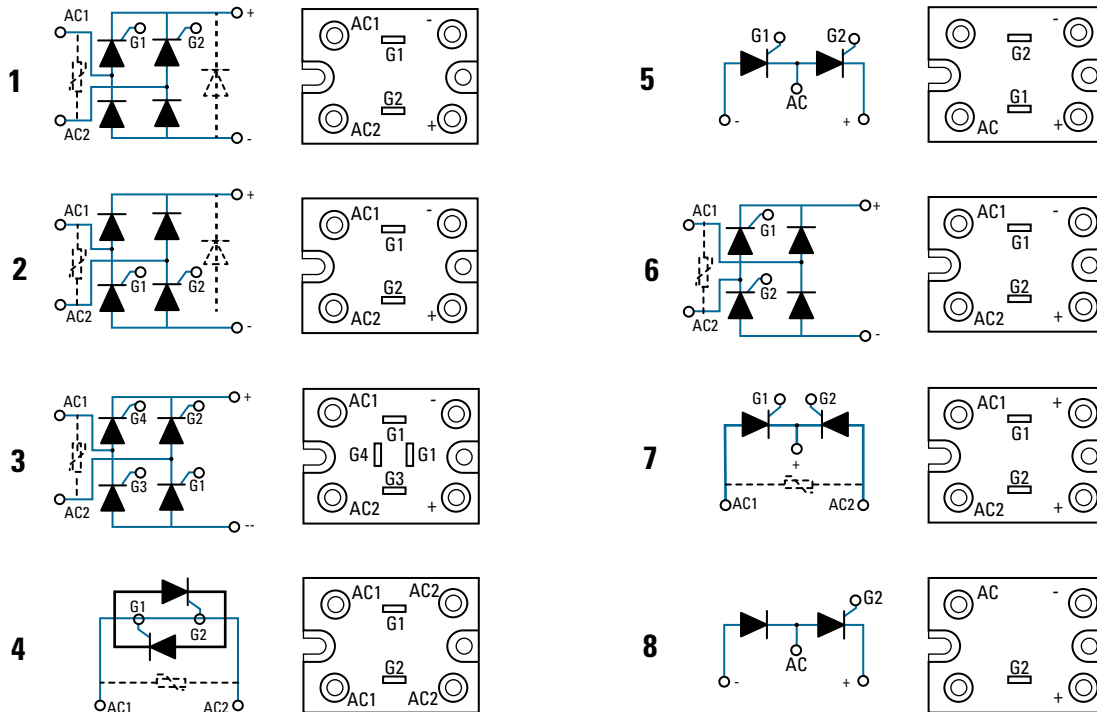 1
AC1
G1
G2
+
AC2
-
AC1
-
G1
G2
AC2
+
2
AC1
+
G1
G2
AC2
-
AC1
-
G1
G2
AC2
+
3
AC1
+
G4
G2
G3
G1
AC2
--
AC1
-
G1
G4
G1
G3
AC2
+
4
G1
G2
AC1
AC2
AC1
AC2
G1
G2
AC1
AC2
5
G1
G2
AC
-
+
-
G2
G1
AC
+
6
AC1
+
G1
G2
AC2
-
AC1
-
G1
G2
AC2
+
7
G1
G2
+
AC1
AC2
AC1
+
G1
G2
AC2
+
8
G2
AC
-
+
AC
-
G2
+